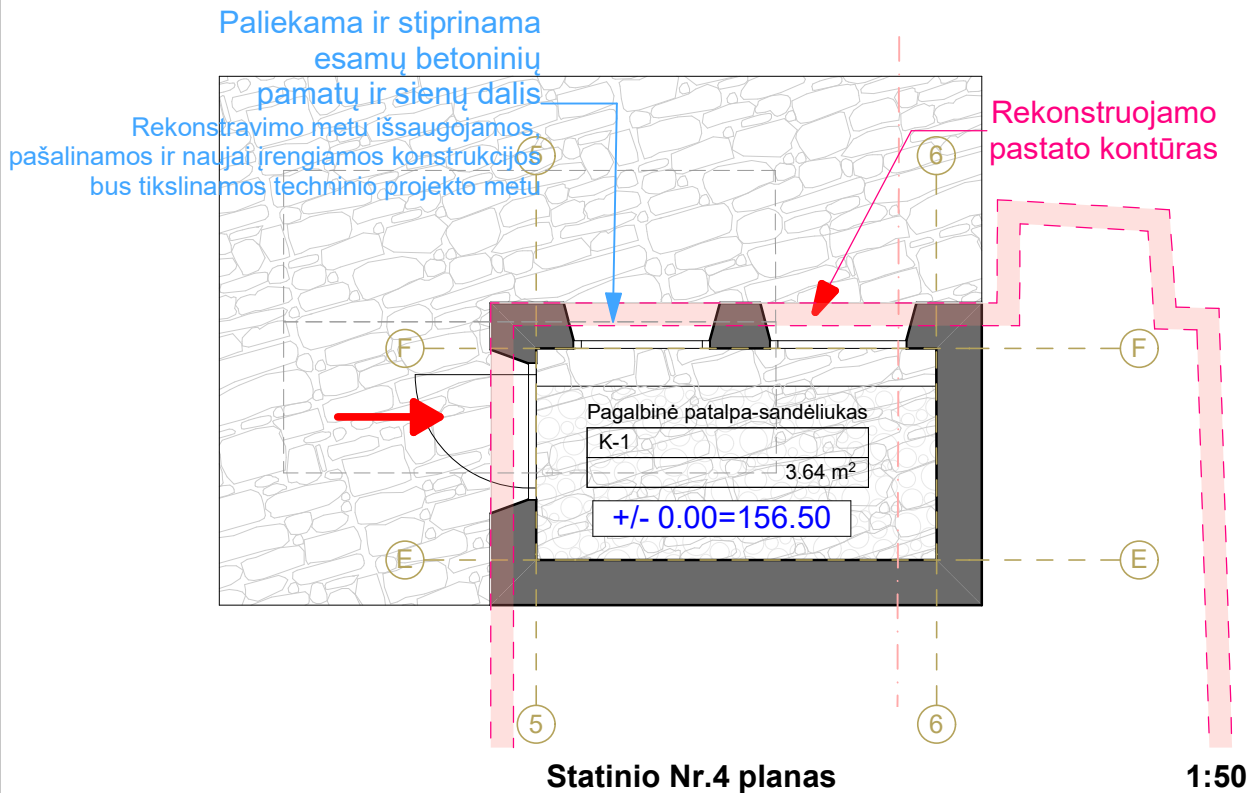 Paliekama ir stiprinama
esamų betoninių
pamatų ir sienų dalis
Rekonstravimo metu išsaugojamos,
pašalinamos ir naujai įrengiamos konstrukcijos
bus tikslinamos techninio projekto metu
Rekonstruojamo
pastato kontūras
5
6
F
F
Pagalbinė patalpa-sandėliukas
K-1
3.64 m²
+/- 0.00=156.50
E
E
5
6
Statinio Nr.4 planas
1:50